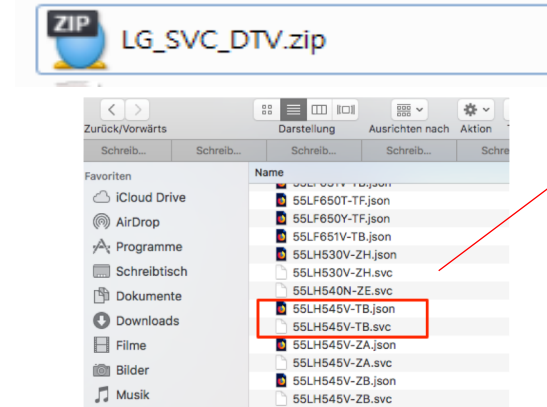 ZIP
LG_SVC_DTV.zip
Zurück/Vorwärts
Darstellung
Ausrichten nach
Aktion
Schreib...
Schreib...
Schreib...
Schreib...
Schre
Favoriten
iCloud Drive
AirDrop
Programme
Schreibtisch
Dokumente
Downloads
Filme
Bilder
Musik
Name
55LF650T-TF.json
55LF650Y-TF.json
55LF651V-TB.json
55LH530V-ZH.json
55LH530V-ZH.svc
55LH540N-ZE.svc
55LH545V-TB.json
55LH545V-TB.svc
55LH545V-ZA.json
55LH545V-ZA.svc
55LH545V-ZB.json
55LH545V-ZB.svc